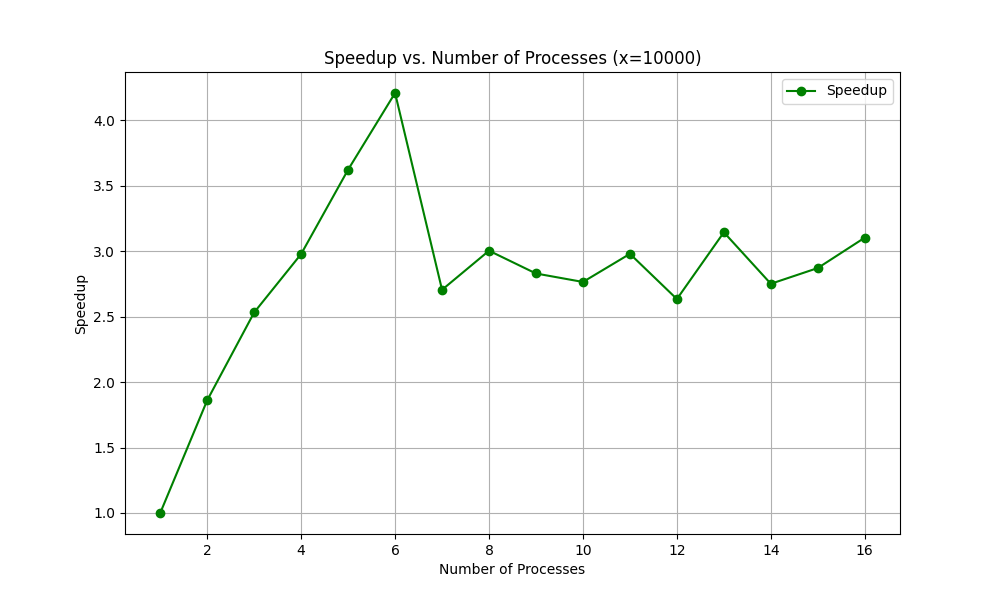 Speedup vs. Number of Processes (x=10000)
Speedup
4.0
3.5
3.0
2.5
2.0
1.5
1.0
Speedup
2 4 6 8 10 12 14 16
Number of Processes